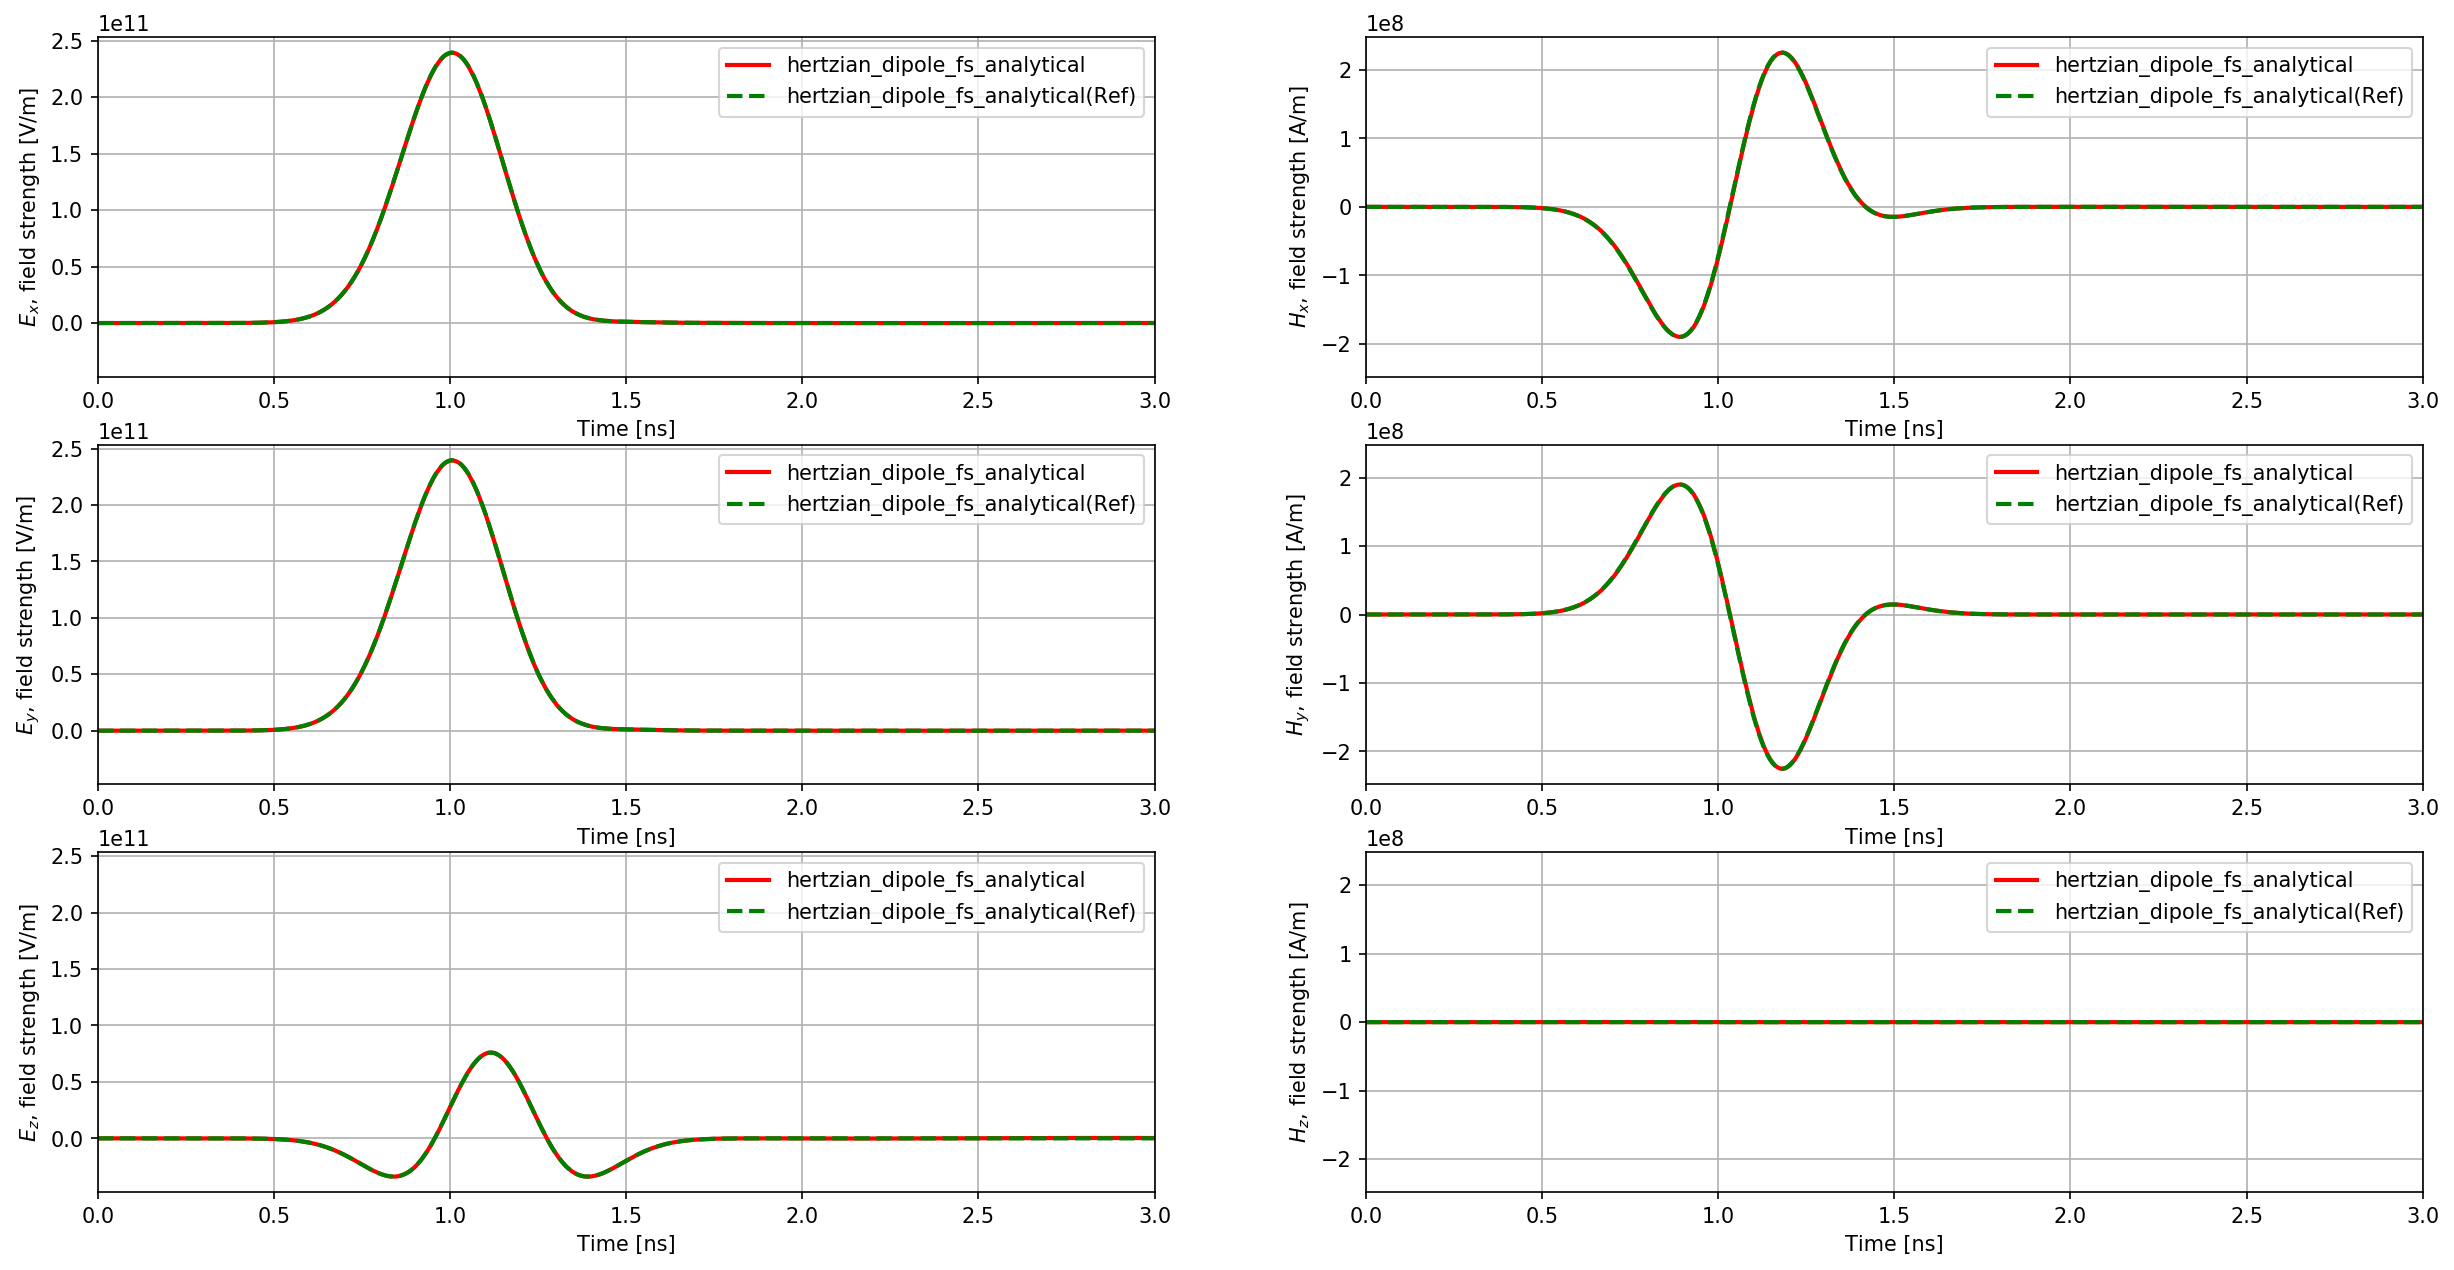 1e11
2.5
2.0
1.5
1.0
0.5
0.0
E_x, field strength [V/m]
hertzian_dipole_fs_analytical
hertzian_dipole_fs_analytical(Ref)
0.0 0.5 1.0 1.5 2.0 2.5 3.0
Time [ns]
1e8
2
1
0
−1
−2
H_x, field strength [A/m]
hertzian_dipole_fs_analytical
hertzian_dipole_fs_analytical(Ref)
0.0 0.5 1.0 1.5 2.0 2.5 3.0
Time [ns]
1e11
2.5
2.0
1.5
1.0
0.5
0.0
E_y, field strength [V/m]
hertzian_dipole_fs_analytical
hertzian_dipole_fs_analytical(Ref)
0.0 0.5 1.0 1.5 2.0 2.5 3.0
Time [ns]
1e8
2
1
0
−1
−2
H_y, field strength [A/m]
hertzian_dipole_fs_analytical
hertzian_dipole_fs_analytical(Ref)
0.0 0.5 1.0 1.5 2.0 2.5 3.0
Time [ns]
1e11
2.5
2.0
1.5
1.0
0.5
0.0
E_z, field strength [V/m]
hertzian_dipole_fs_analytical
hertzian_dipole_fs_analytical(Ref)
0.0 0.5 1.0 1.5 2.0 2.5 3.0
Time [ns]
1e8
2
1
0
−1
−2
H_z, field strength [A/m]
hertzian_dipole_fs_analytical
hertzian_dipole_fs_analytical(Ref)
0.0 0.5 1.0 1.5 2.0 2.5 3.0
Time [ns]